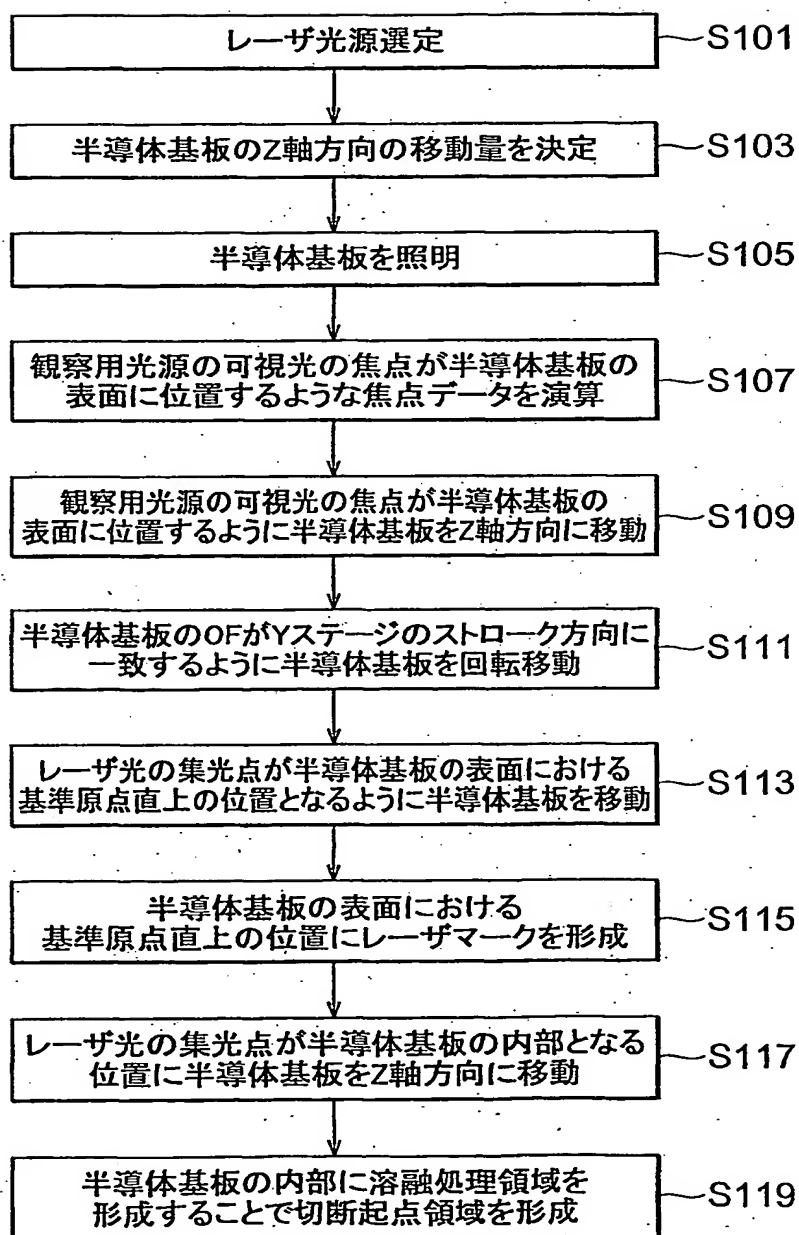 レーザ光源選定
S101
半導体基板のZ軸方向の移動量を決定
S103
半導体基板を照明
S105
観察用光源の可視光の焦点が半導体基板の
表面に位置するような焦点データを演算
S107
観察用光源の可視光の焦点が半導体基板の
表面に位置するように半導体基板をZ軸方向に移動
S109
半導体基板のOFがYステージのストローク方向に
一致するように半導体基板を回転移動
S111
レーザ光の集光点が半導体基板の表面における
基準原点直上の位置となるように半導体基板を移動
S113
半導体基板の表面における
基準原点直上の位置にレーザマークを形成
S115
レーザ光の集光点が半導体基板の内部となる
位置に半導体基板をZ軸方向に移動
S117
半導体基板の内部に溶融処理領域を
形成することで切断起点領域を形成
S119